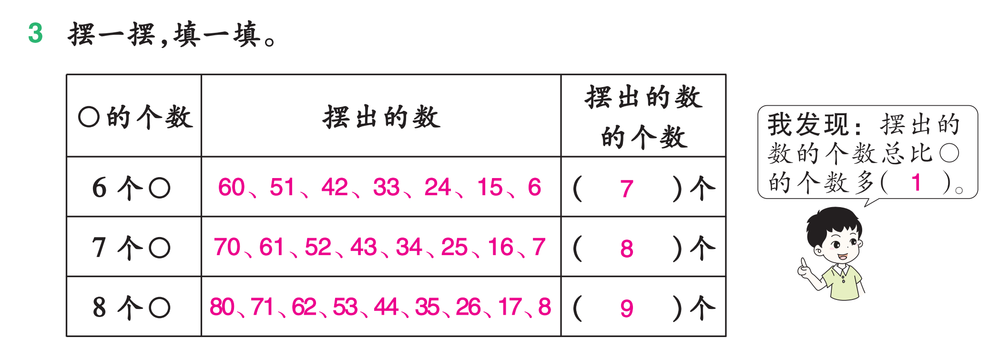 3 摆一摆,填一填。
○的个数 摆出的数 摆出的数的个数
6 个○ 60、51、42、33、24、15、6 ( 7 )个
7 个○ 70、61、52、43、34、25、16、7 ( 8 )个
8 个○ 80、71、62、53、44、35、26、17、8 ( 9 )个
我发现：摆出的
数的个数总比○
的个数多( 1 )。